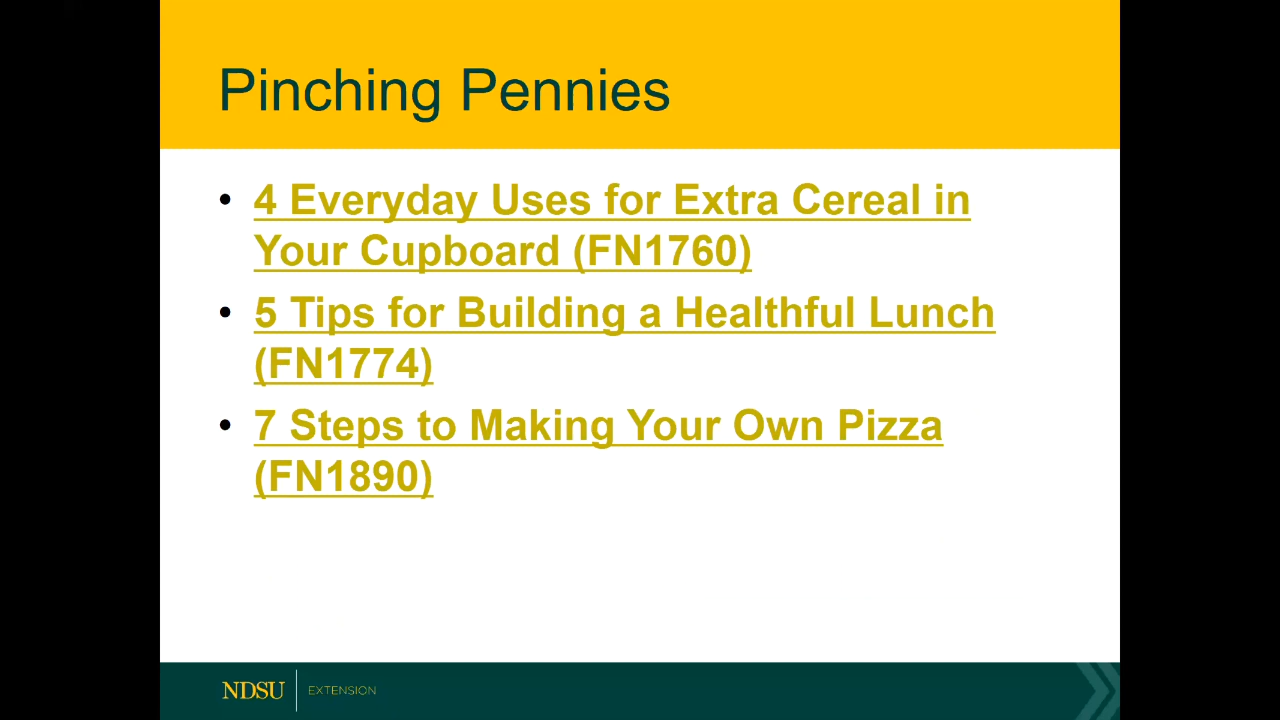 Pinching Pennies
• 4 Everyday Uses for Extra Cereal in
Your Cupboard (FN1760)
• 5 Tips for Building a Healthful Lunch
(FN1774)
• 7 Steps to Making Your Own Pizza
(FN1890)
NDSU EXTENSION